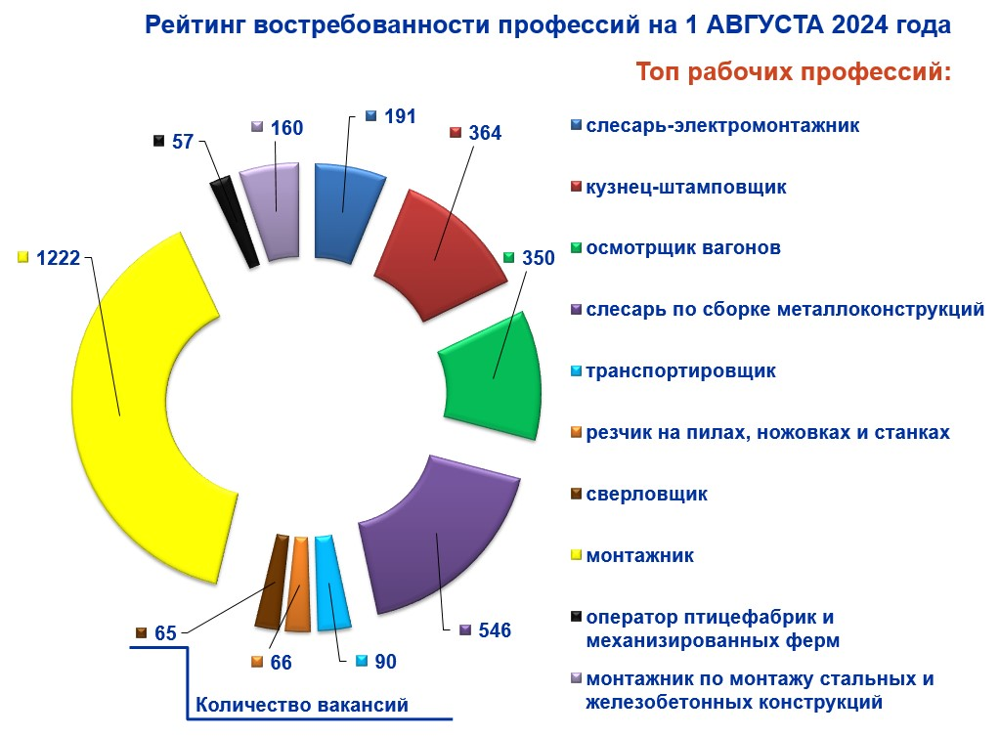 Рейтинг востребованности профессий на 1 АВГУСТА 2024 года
Топ рабочих профессий:
191
160
364
57
1222
350
546
65
66
90
Количество вакансий
слесарь-электромонтажник
кузнец-штамповщик
осмотрщик вагонов
слесарь по сборке металлоконструкций
транспортировщик
резчик на пилах, ножовках и станках
сверловщик
монтажник
оператор птицефабрик и
механизированных ферм
монтажник по монтажу стальных и
железобетонных конструкций